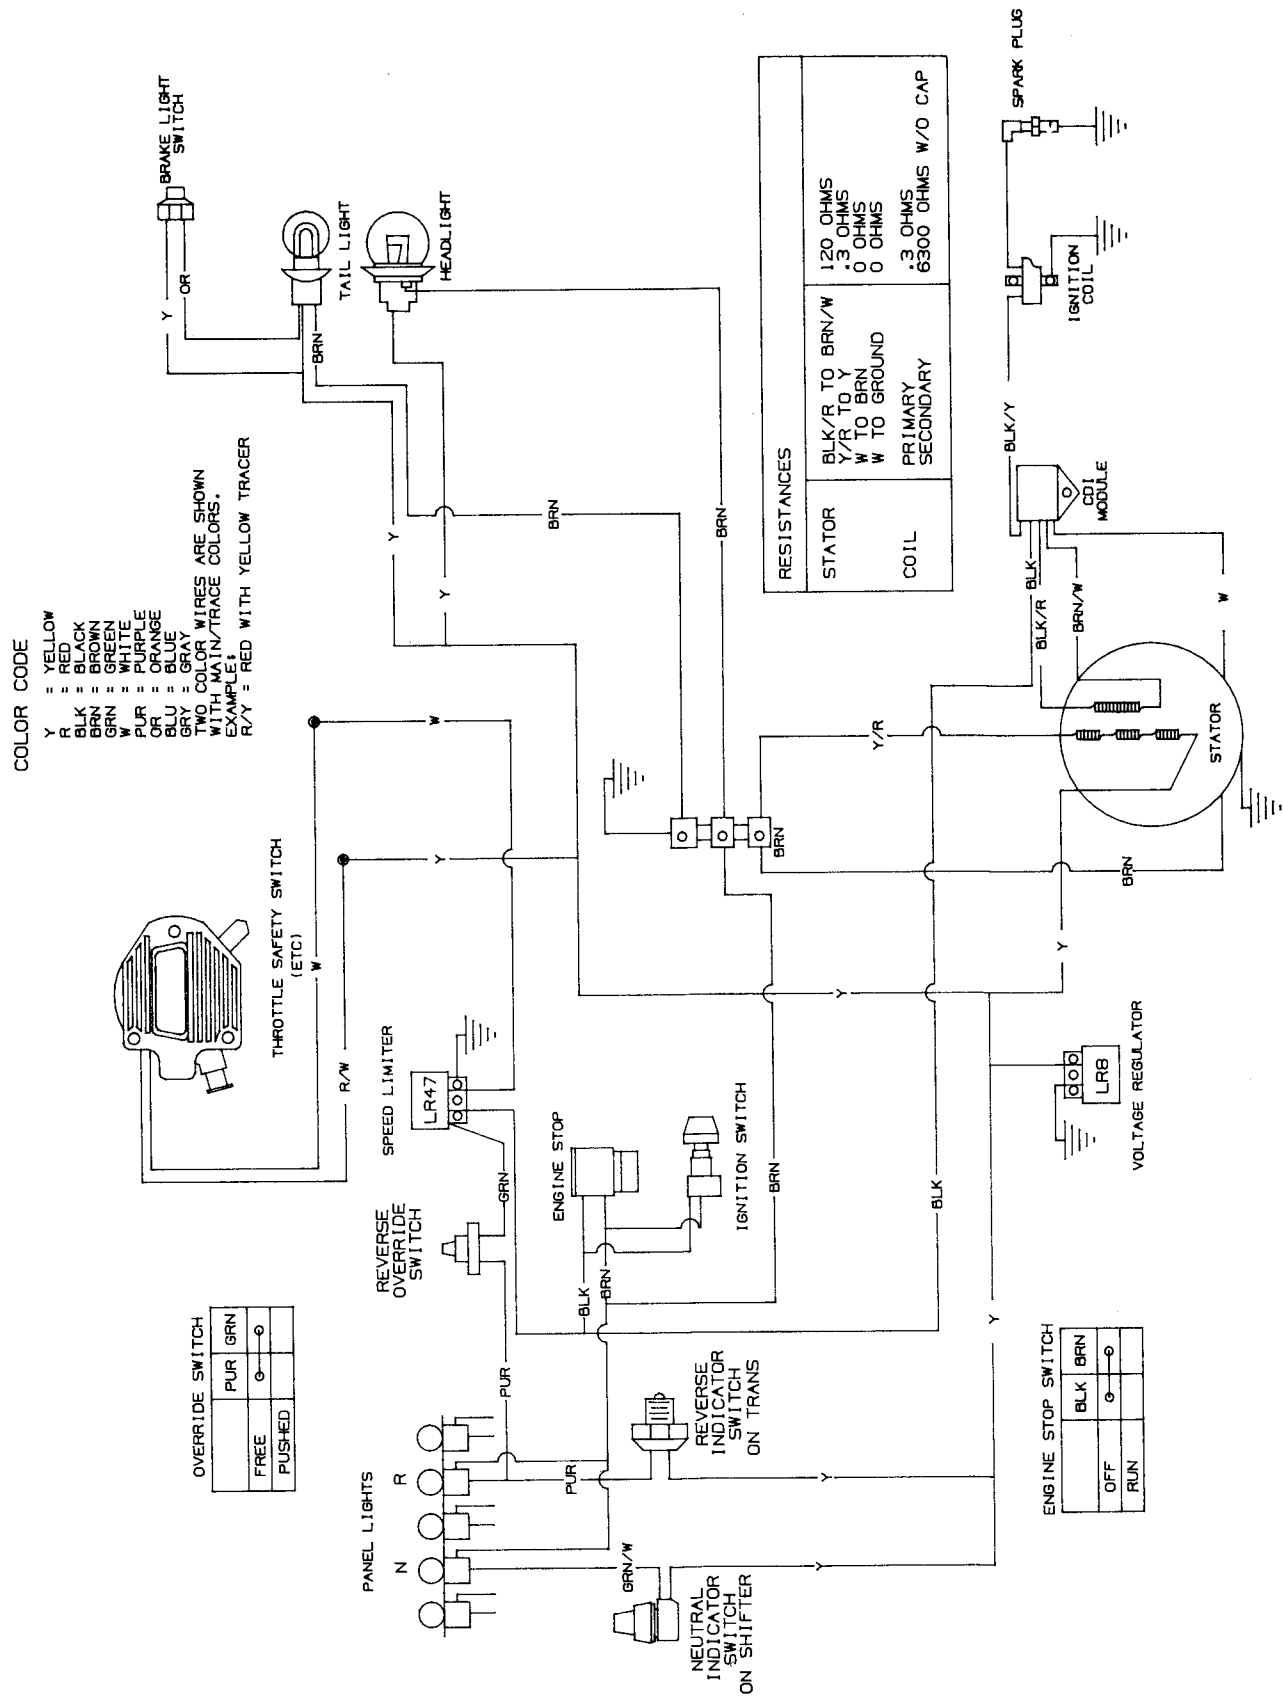 COLOR CODE
Y = YELLOW
R = RED
BLK = BLACK
BRN = BROWN
GRN = GREEN
W = WHITE
PUR = PURPLE
OR = ORANGE
BLU = BLUE
GRY = GRAY
TWO COLOR WIRES ARE SHOWN
WITH MAIN/TRACE COLORS.
EXAMPLE:
R/Y = RED WITH YELLOW TRACER
BRAKE LIGHT
SWITCH
Y
OR
TAIL LIGHT
BRN
HEADLIGHT
Y
Y
BRN
BRN
THROTTLE SAFETY SWITCH
(ETC)
W
R/W
W
Y
OVERRIDE SWITCH
PUR GRN
FREE
PUSHED
REVERSE
OVERRIDE
SWITCH
SPEED LIMITER
LR47
GRN
PUR
PANEL LIGHTS
N
R
ENGINE STOP
BLK
BRN
IGNITION SWITCH
BRN
BLK
PUR
GRN/W
NEUTRAL
INDICATOR
SWITCH
ON SHIFTER
REVERSE
INDICATOR
SWITCH
ON TRANS
Y
Y
Y
Y
Y
BRN
Y/R
BRN
RESISTANCES
STATOR
BLK/R TO BRN/W 120 OHMS
Y/R TO Y .3 OHMS
W TO BRN 0 OHMS
W TO GROUND 0 OHMS
COIL
PRIMARY .3 OHMS
SECONDARY 6300 OHMS W/O CAP
ENGINE STOP SWITCH
BLK BRN
OFF
RUN
VOLTAGE REGULATOR
LR8
STATOR
BLK
BLK/R
BRN/W
W
CDI
MODULE
BLK/Y
IGNITION
COIL
SPARK PLUG